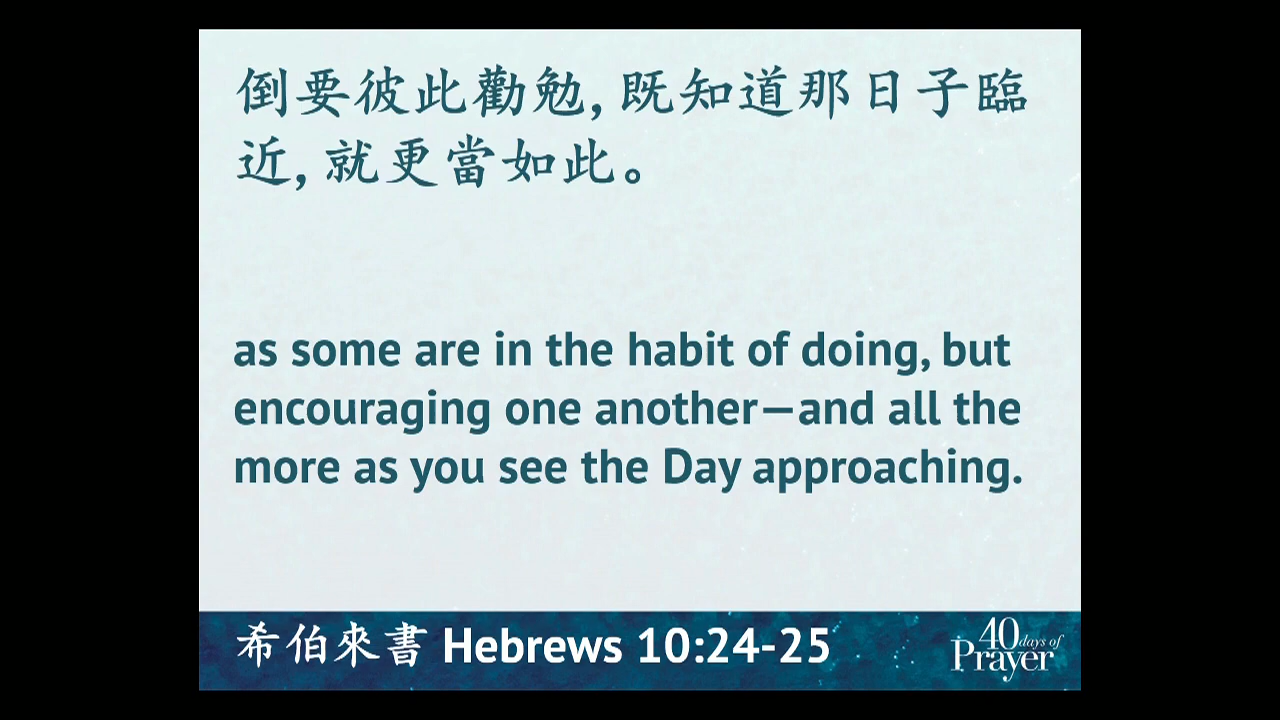 倒要彼此勸勉,既知道那日子臨
近,就更當如此。
as some are in the habit of doing, but
encouraging one another—and all the
more as you see the Day approaching.
希伯來書 Hebrews 10:24-25
40 days of
Prayer